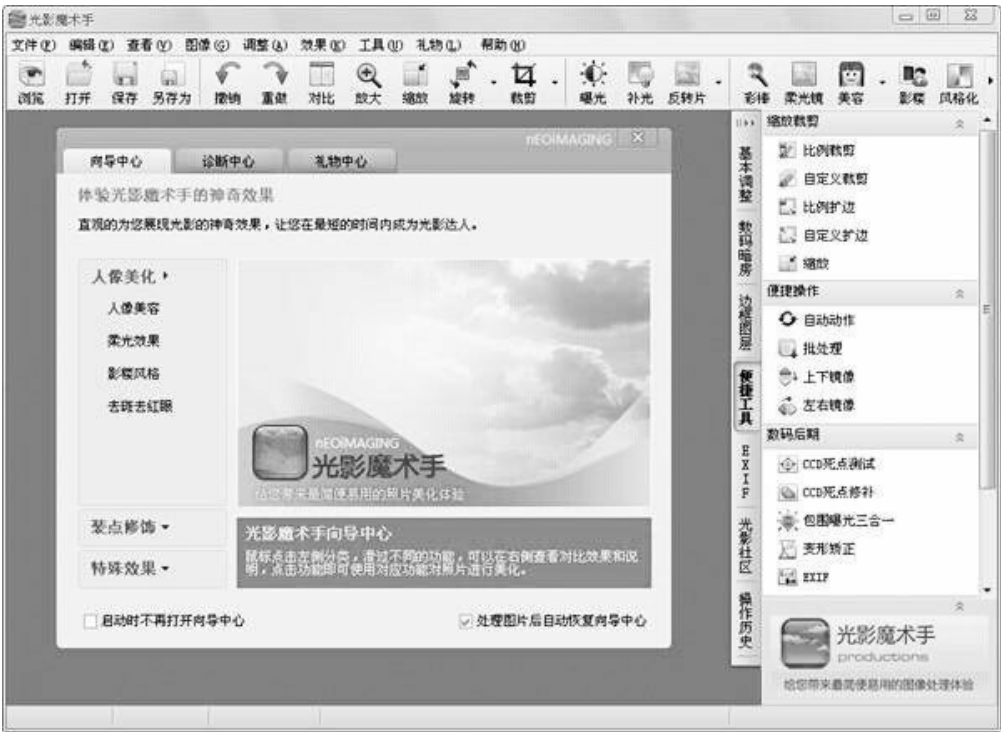 光影魔术手
文件(F) 编辑(E) 查看(V) 图像(G) 调整(A) 效果(K) 工具(U) 礼物(L) 帮助(H)
浏览 打开 保存 另存为 撤销 重做 对比 放大 缩放 旋转 裁剪 曝光 补光 反转片 彩棒 柔光镜 美容 影楼 风格化
nEOiMAGING
向导中心 诊断中心 礼物中心
体验光影魔术手的神奇效果
直观的为您展现光影的神奇效果，让您在最短的时间内成为光影达人。
人像美化
人像美容
柔光效果
影楼风格
去斑去红眼
装点修饰
特殊效果
nEOiMAGING
光影魔术手
给您带来最简便易用的照片美化体验
光影魔术手向导中心
鼠标点击左侧分类，滑过不同的功能，可以在右侧查看对比效果和说
明，点击功能即可使用对应功能对照片进行美化。
启动时不再打开向导中心
处理图片后自动恢复向导中心
基本调整
数码暗房
边框图层
便捷工具
EXIF
光影社区
操作历史
缩放裁剪
比例裁剪
自定义裁剪
比例扩边
自定义扩边
缩放
便捷操作
自动动作
批处理
上下镜像
左右镜像
数码后期
CCD死点测试
CCD死点修补
包围曝光三合一
变形矫正
EXIF
光影魔术手
productions
给您带来最简便易用的图像处理体验